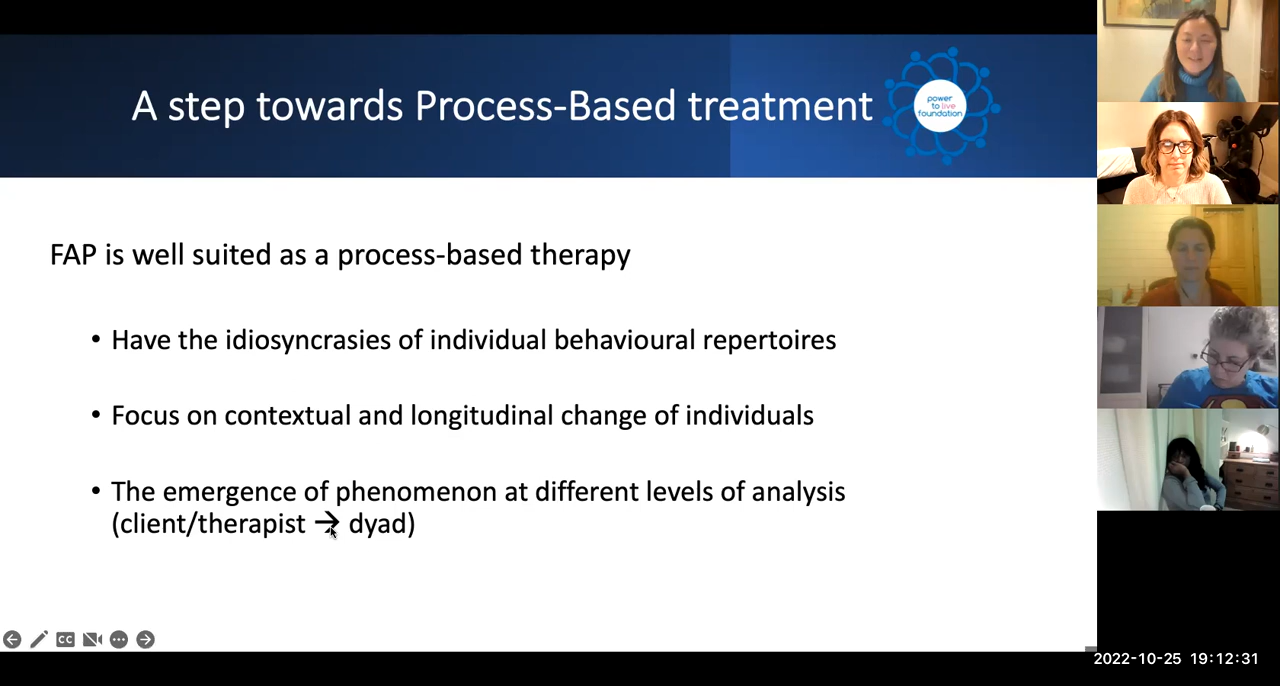 A step towards Process-Based treatment
power
to live
foundation
FAP is well suited as a process-based therapy
• Have the idiosyncrasies of individual behavioural repertoires
• Focus on contextual and longitudinal change of individuals
• The emergence of phenomenon at different levels of analysis
(client/therapist → dyad)
CC
2022-10-25 19:12:31